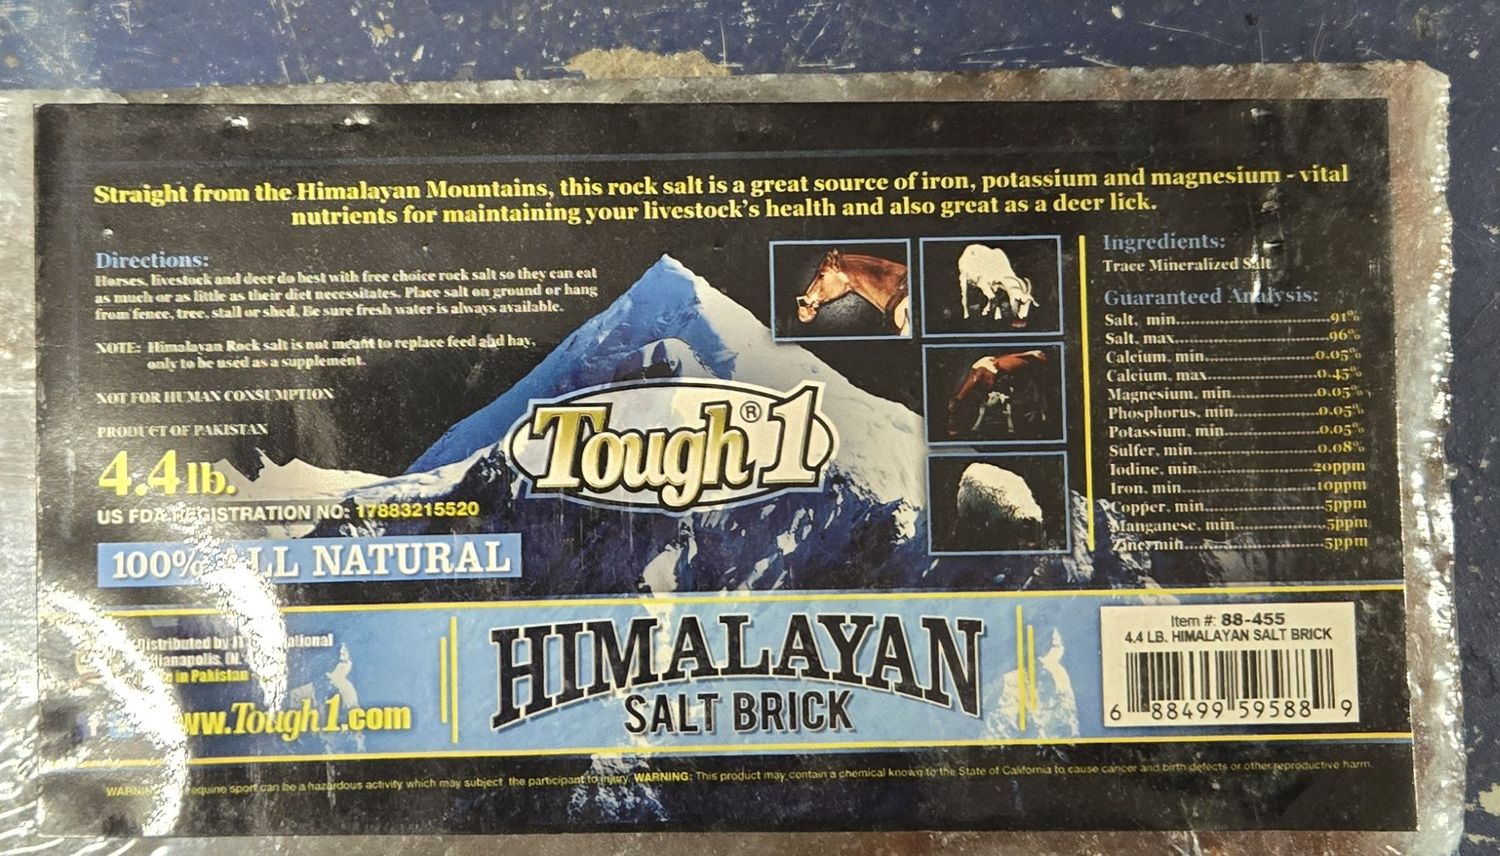 Straight from the Himalayan Mountains, this rock salt is a great source of iron, potassium and magnesium - vital
nutrients for maintaining your livestock's health and also great as a deer lick.
Directions:
Horses, livestock and deer do best with free choice rock salt so they can eat
as much or as little as their diet necessitates. Place salt on ground or hang
from fence, tree, stall or shed. Be sure fresh water is always available.
NOTE: Himalayan Rock salt is not meant to replace feed and hay,
only to be used as a supplement.
NOT FOR HUMAN CONSUMPTION
PRODUCT OF PAKISTAN
4.4 lb.
US FDA REGISTRATION NO: 17883215520
100% ALL NATURAL
Tough® 1
Ingredients:
Trace Mineralized Salt
Guaranteed Analysis:
Salt, min..............................91%
Salt, max..............................96%
Calcium, min........................0.05%
Calcium, max.......................0.45%
Magnesium, min..................0.05%
Phosphorus, min..................0.05%
Potassium, min....................0.05%
Sulfer, min...........................0.08%
Iodine, min..........................20ppm
Iron, min.............................10ppm
Copper, min..........................5ppm
Manganese, min....................5ppm
Zinc, min..............................5ppm
Distributed by
in Pakistan
www.Tough1.com
HIMALAYAN
SALT BRICK
Item #: 88-455
4.4 LB. HIMALAYAN SALT BRICK
6 88499 59588 9
equine sport can be a hazardous activity which may subject the participant to injury. WARNING: This product may contain a chemical known to the State of California to cause cancer and birth defects or other reproductive harm.